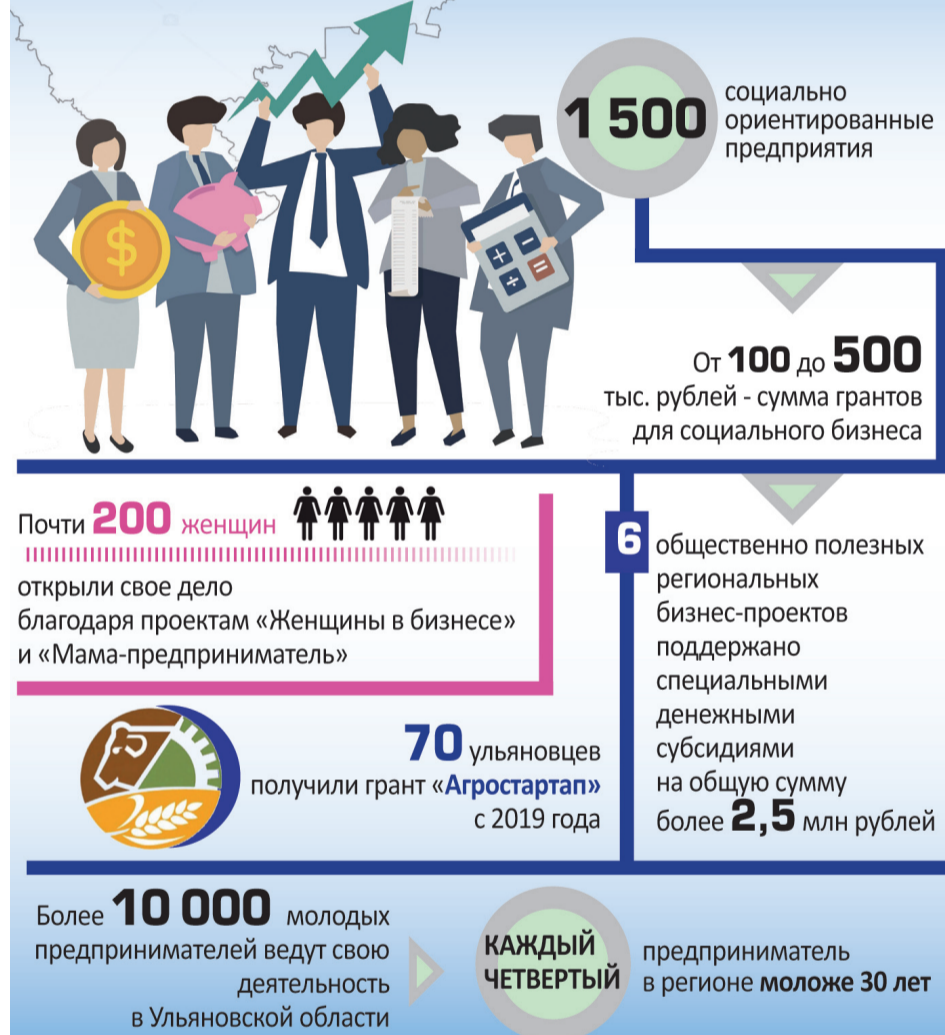 1 500
социально
ориентированные
предприятия
От 100 до 500
тыс. рублей - сумма грантов
для социального бизнеса
Почти 200 женщин
открыли свое дело
благодаря проектам «Женщины в бизнесе»
и «Мама-предприниматель»
6 общественно полезных
региональных
бизнес-проектов
поддержано
специальными
денежными
субсидиями
на общую сумму
более 2,5 млн рублей
70 ульяновцев
получили грант «Агростартап»
с 2019 года
Более 10 000 молодых
предпринимателей ведут свою
деятельность
в Ульяновской области
КАЖДЫЙ
ЧЕТВЕРТЫЙ
предприниматель
в регионе моложе 30 лет